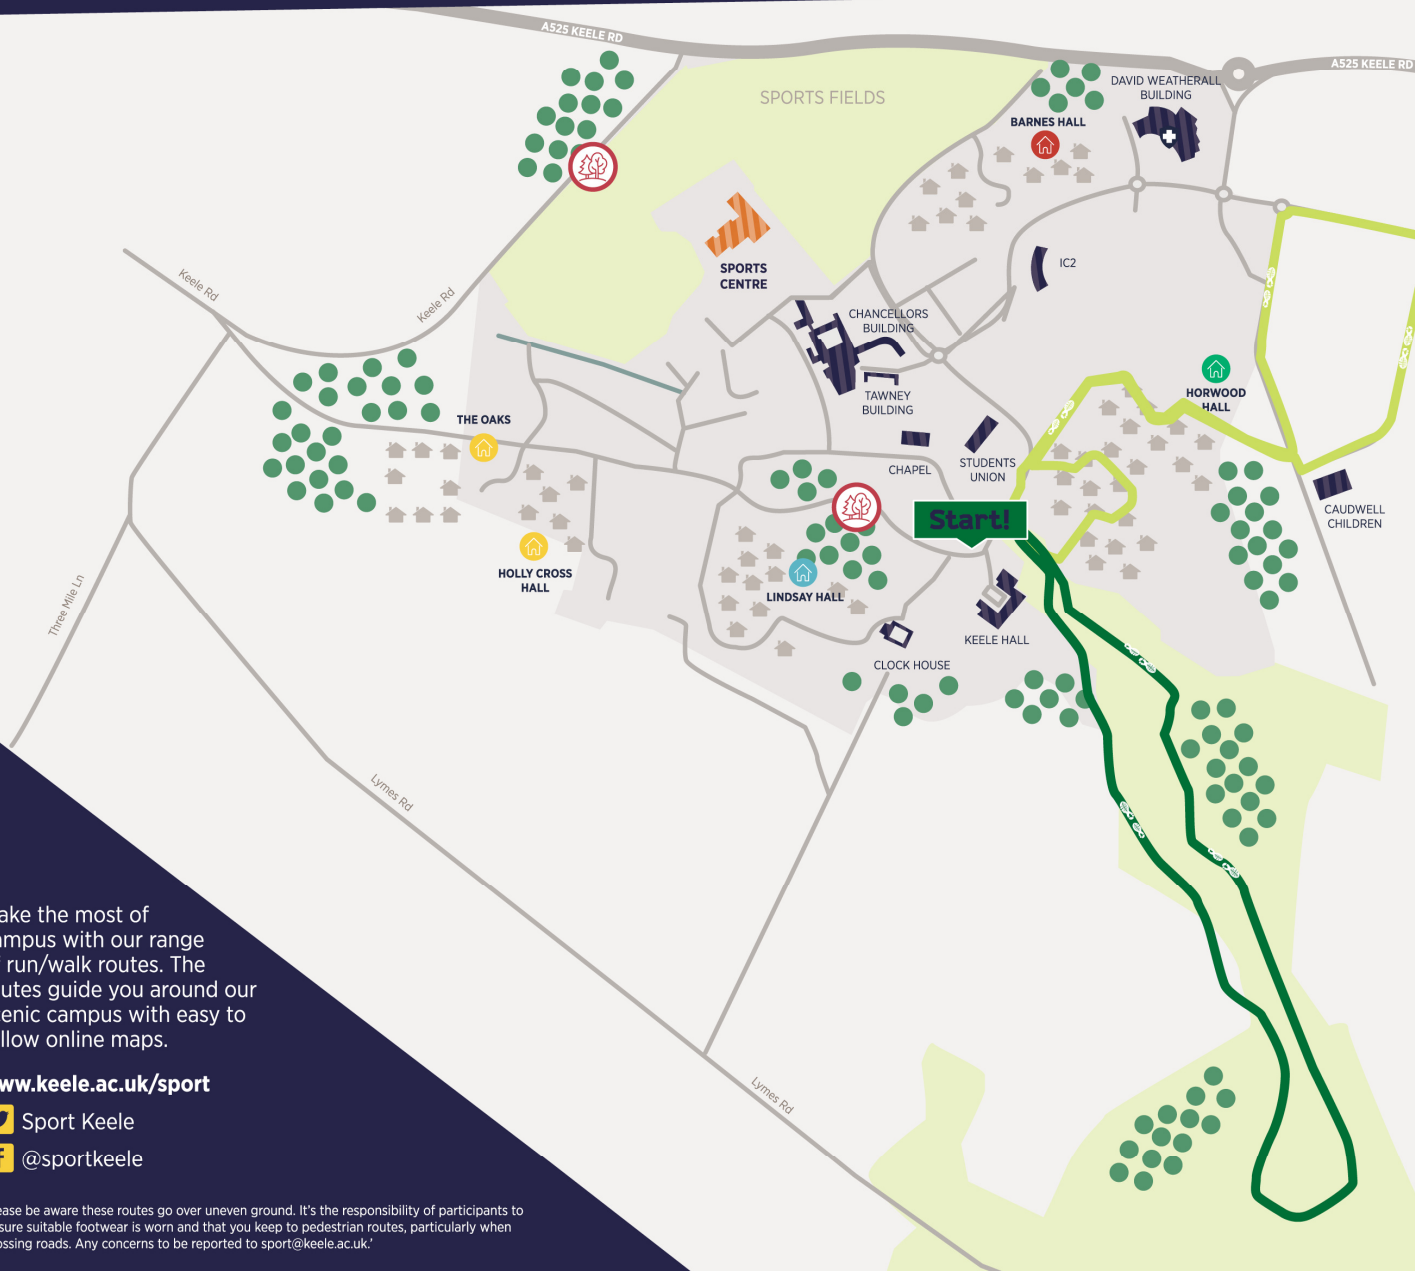 A525 KEELE RD
A525 KEELE RD
SPORTS FIELDS
DAVID WEATHERALL
BUILDING
BARNES HALL
IC2
SPORTS
CENTRE
Keele Rd
Keele Rd
CHANCELLORS
BUILDING
TAWNEY
BUILDING
HORWOOD
HALL
THE OAKS
CHAPEL
STUDENTS
UNION
CAUDWELL
CHILDREN
Start!
HOLLY CROSS
HALL
LINDSAY HALL
KEELE HALL
CLOCK HOUSE
Three Mile Ln
Lymes Rd
Lymes Rd
ake the most of
ampus with our range
run/walk routes. The
utes guide you around our
enic campus with easy to
llow online maps.
ww.keele.ac.uk/sport
Sport Keele
@sportkeele
ease be aware these routes go over uneven ground. It's the responsibility of participants to
sure suitable footwear is worn and that you keep to pedestrian routes, particularly when
ossing roads. Any concerns to be reported to sport@keele.ac.uk.'